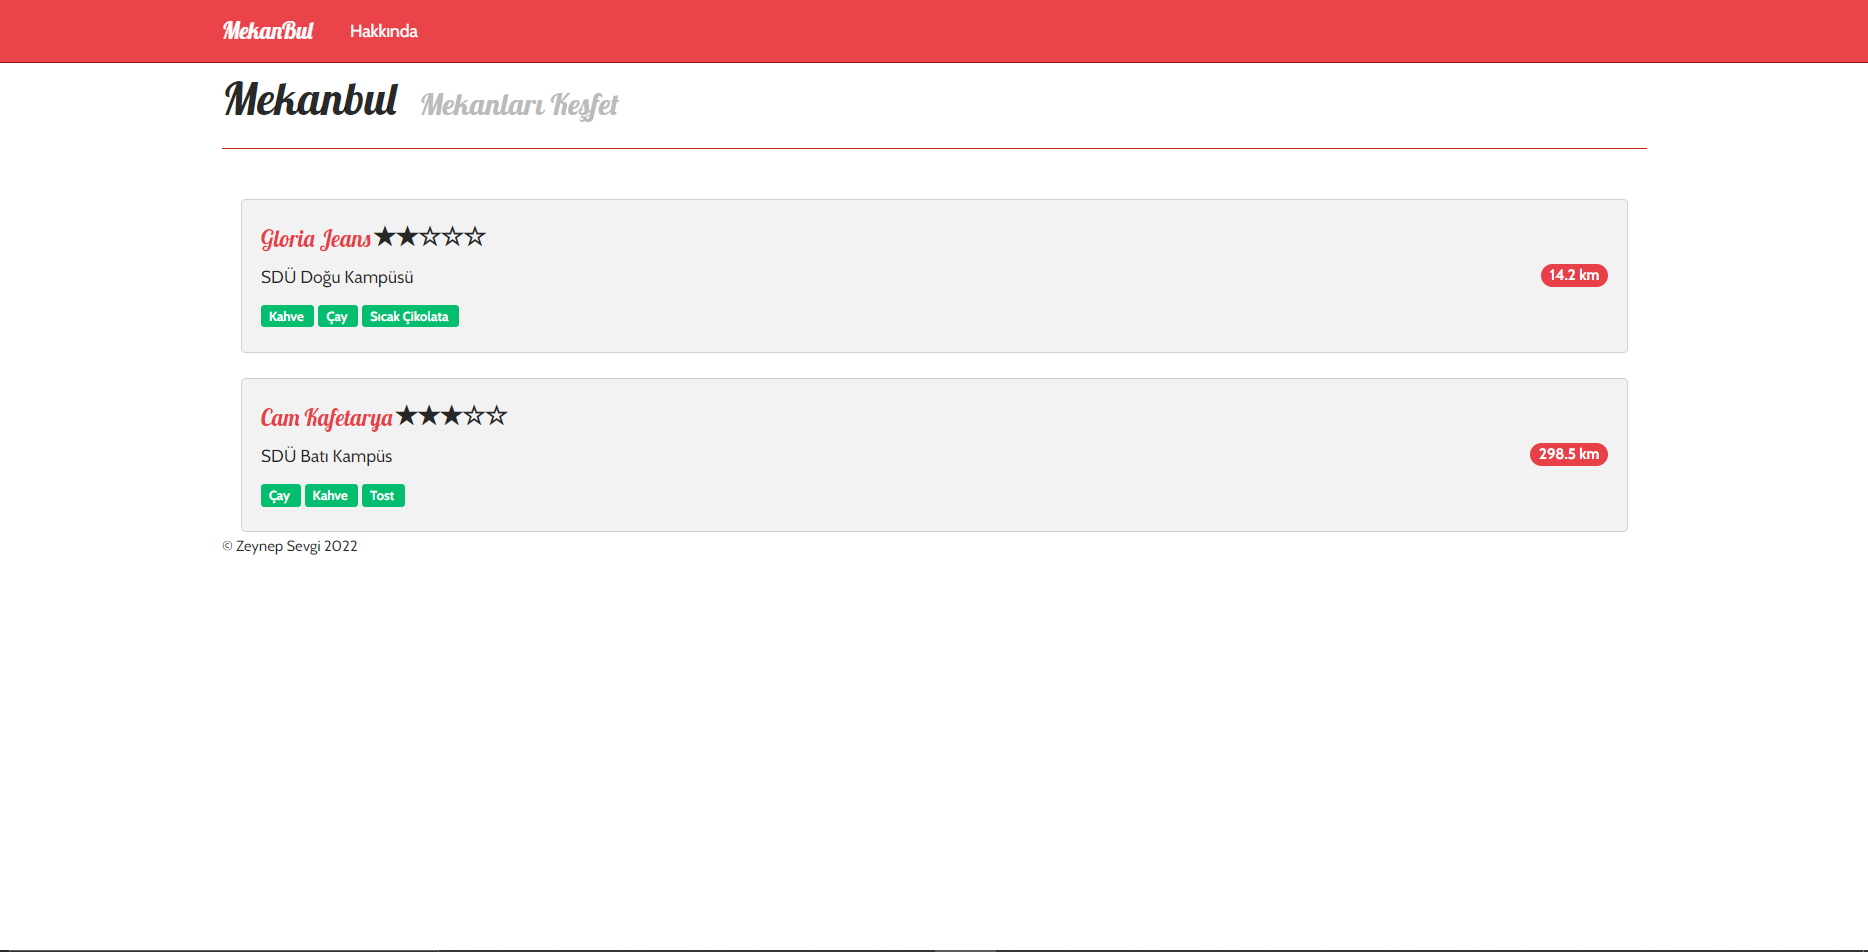 MekanBul Hakkında
Mekanbul Mekanları Keşfet
Gloria Jeans ★★☆☆☆
SDÜ Doğu Kampüsü
14.2 km
Kahve Çay Sıcak Çikolata
Cam Kafetarya ★★★☆☆
SDÜ Batı Kampüs
298.5 km
Çay Kahve Tost
© Zeynep Sevgi 2022